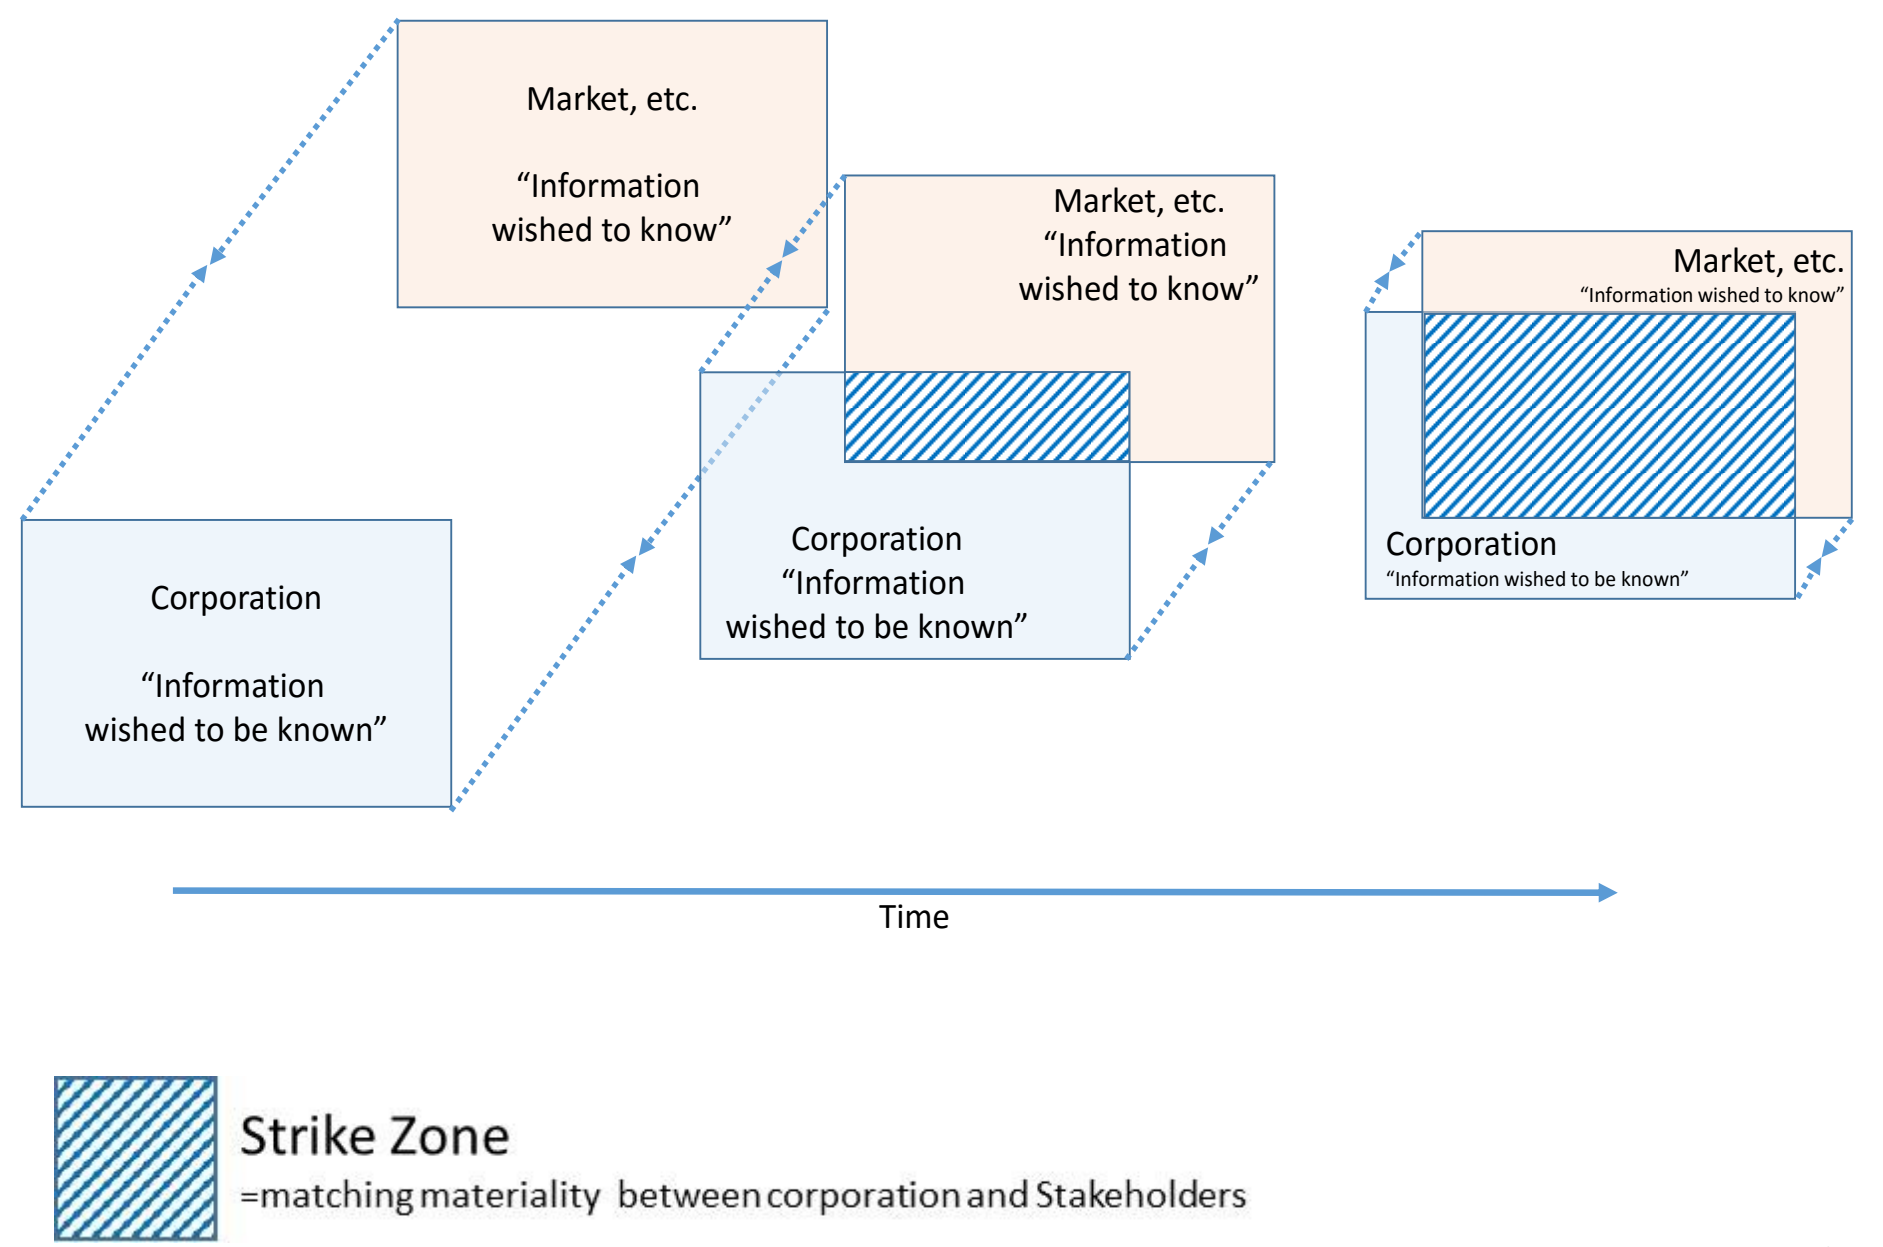 Market, etc.
“Information
wished to know”
Corporation
“Information
wished to be known”
Market, etc.
“Information
wished to know”
Corporation
“Information
wished to be known”
Market, etc.
“Information wished to know”
Corporation
“Information wished to be known”
Time
Strike Zone
=matching materiality between corporation and Stakeholders